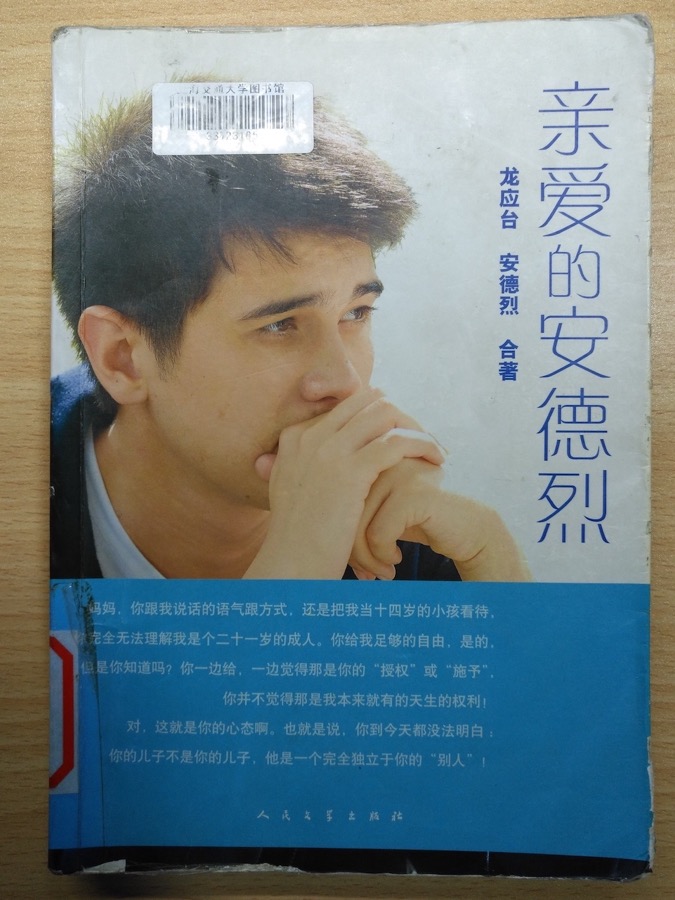 亲爱的安德烈
龙应台 安德烈 合著
妈妈，你跟我说话的语气跟方式，还是把我当十四岁的小孩看待，
完全无法理解我是个二十一岁的成人。你给我足够的自由，是的，
但是你知道吗？你一边给，一边觉得那是你的“授权”或“施予”，
你并不觉得那是我本来就有的天生的权利！
对，这就是你的心态啊。也就是说，你到今天都没法明白：
你的儿子不是你的儿子，他是一个完全独立于你的“别人”！
人民文学出版社